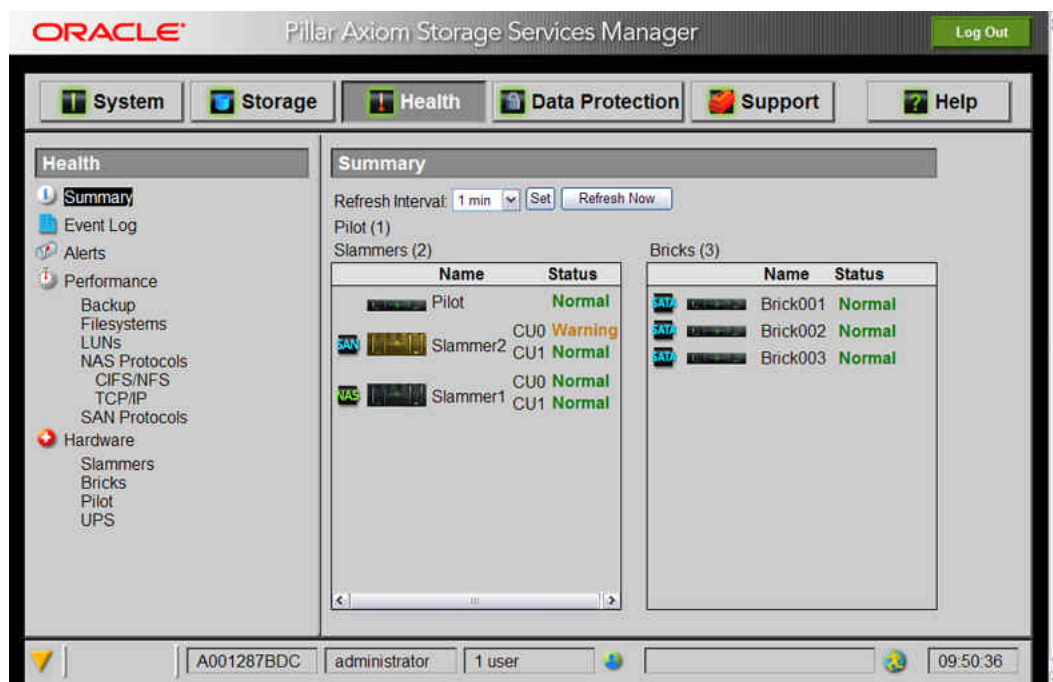 ORACLE
Pillar Axiom Storage Services Manager
Log Out
System
Storage
Health
Data Protection
Support
Help
Health
Summary
Event Log
Alerts
Performance
Backup
Filesystems
LUNs
NAS Protocols
CIFS/NFS
TCP/IP
SAN Protocols
Hardware
Slammers
Bricks
Pilot
UPS
Summary
Refresh Interval: 1 min Set Refresh Now
Pilot (1)
Slammers (2)
Name Status
Pilot Normal
SAN Slammer2 CU0 Warning
CU1 Normal
NAS Slammer1 CU0 Normal
CU1 Normal
Bricks (3)
Name Status
SATA Brick001 Normal
SATA Brick002 Normal
SATA Brick003 Normal
A001287BDC
administrator
1 user
09:50:36